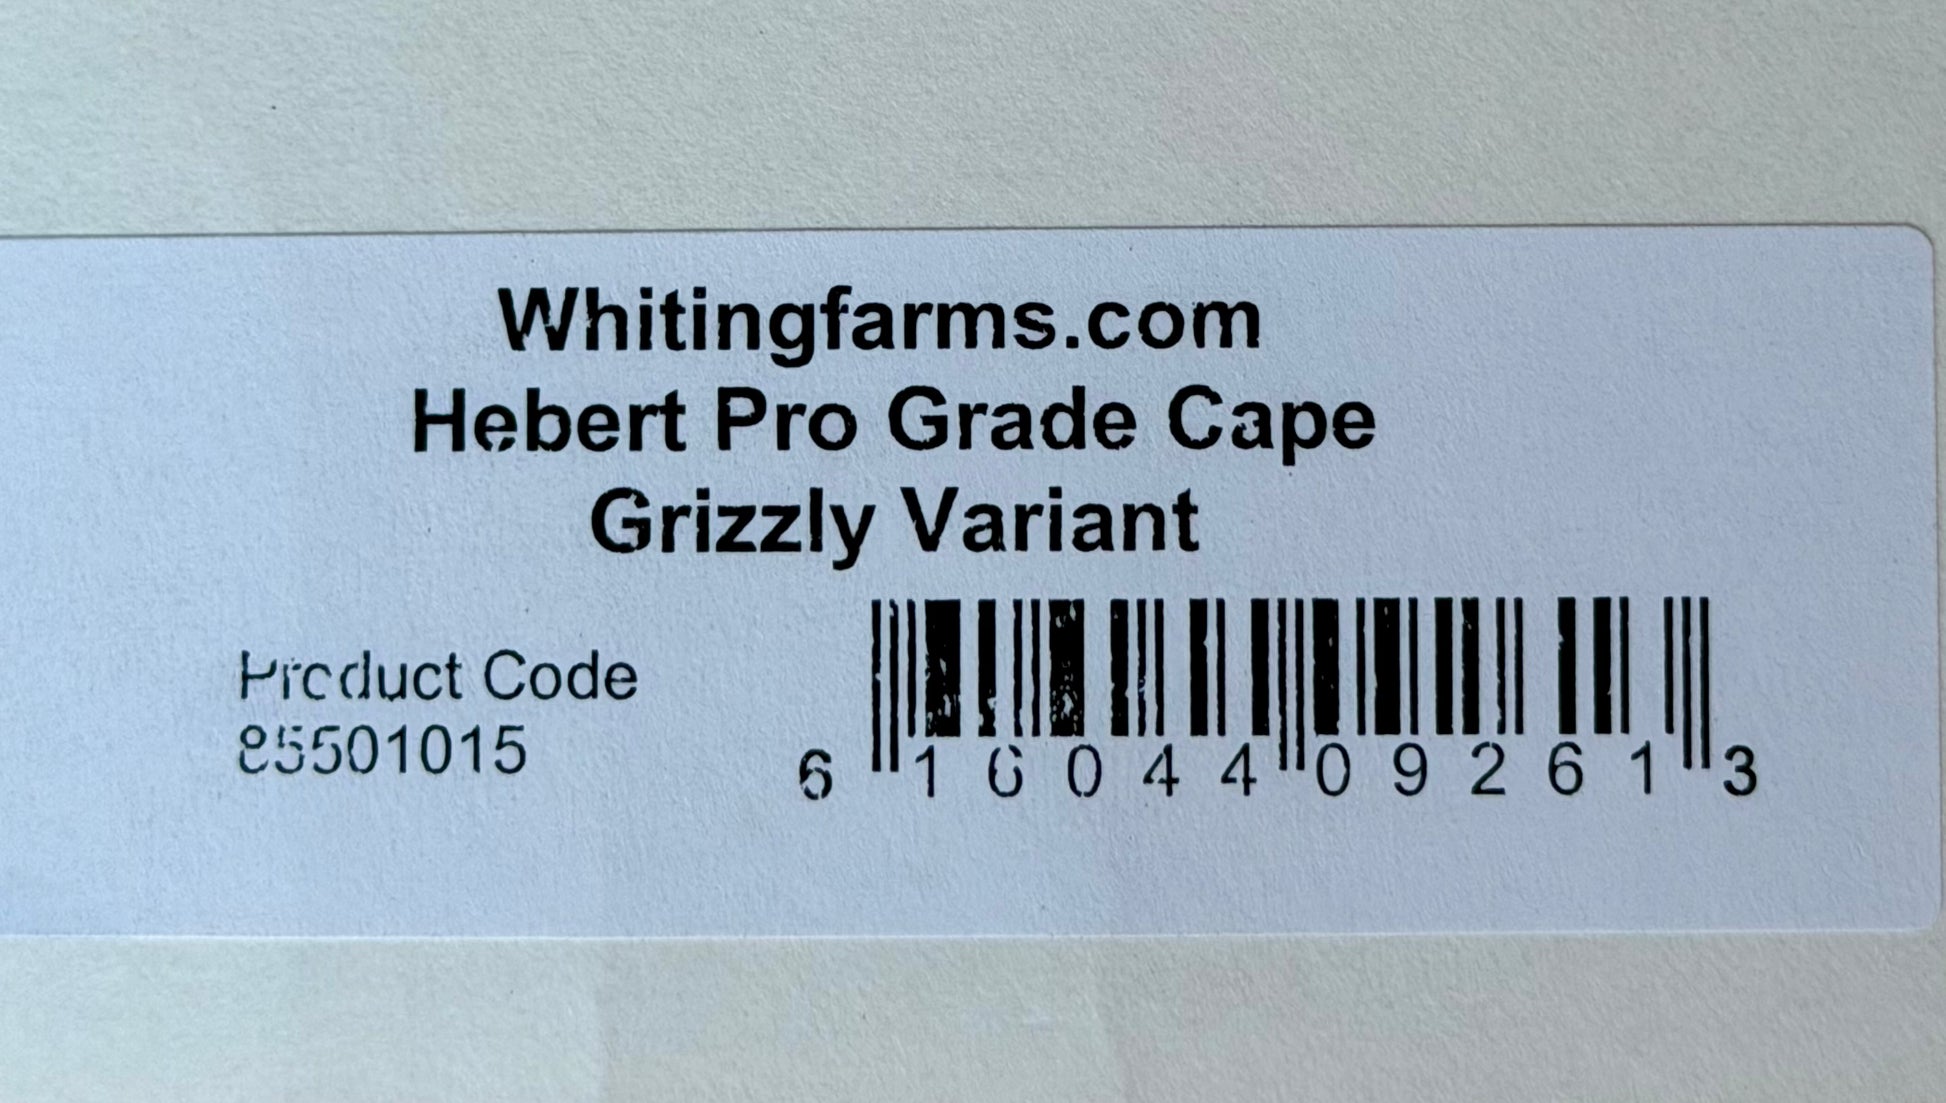 Whitingfarms.com
Hebert Pro Grade Cape
Grizzly Variant
Product Code
85501015
6 16044 09261 3